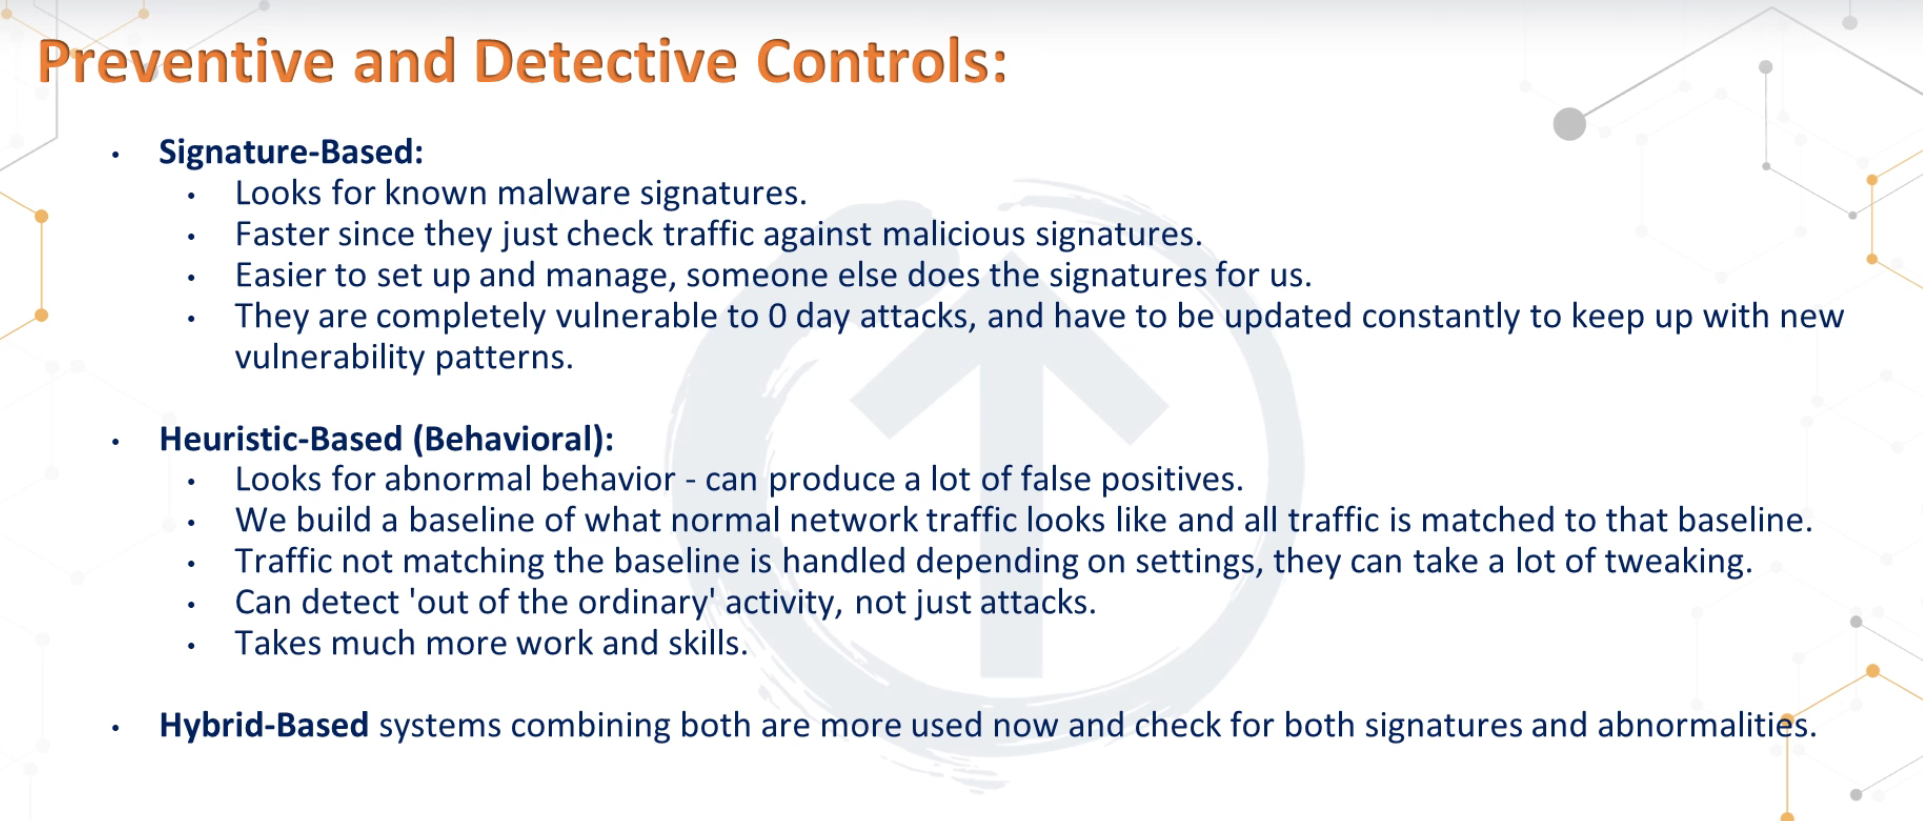 Preventive and Detective Controls:
• Signature-Based:
• Looks for known malware signatures.
• Faster since they just check traffic against malicious signatures.
• Easier to set up and manage, someone else does the signatures for us.
• They are completely vulnerable to 0 day attacks, and have to be updated constantly to keep up with new
vulnerability patterns.
• Heuristic-Based (Behavioral):
• Looks for abnormal behavior - can produce a lot of false positives.
• We build a baseline of what normal network traffic looks like and all traffic is matched to that baseline.
• Traffic not matching the baseline is handled depending on settings, they can take a lot of tweaking.
• Can detect 'out of the ordinary' activity, not just attacks.
• Takes much more work and skills.
• Hybrid-Based systems combining both are more used now and check for both signatures and abnormalities.